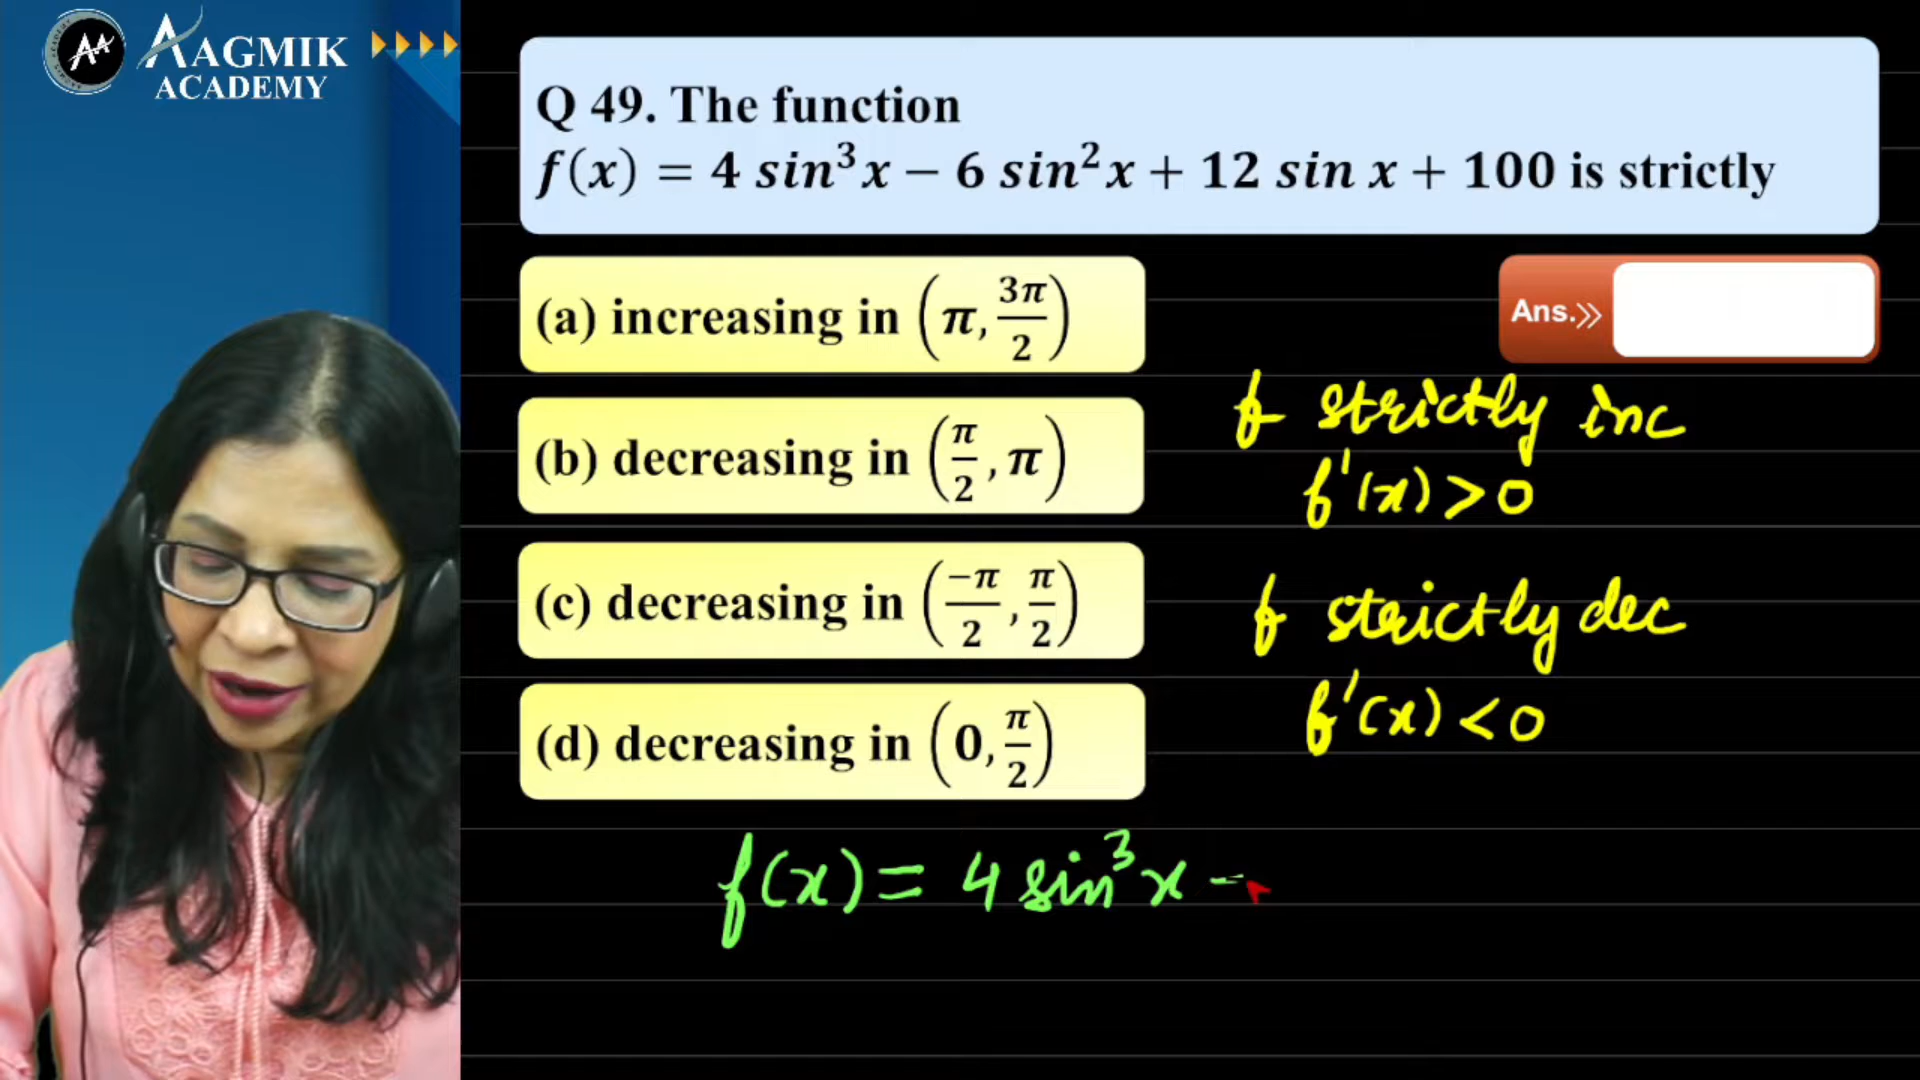 AAGMIK
ACADEMY
Q 49. The function
f(x) = 4 sin³x − 6 sin²x + 12 sin x + 100 is strictly
(a) increasing in (π, 3π/2)
(b) decreasing in (π/2, π)
(c) decreasing in (−π/2, π/2)
(d) decreasing in (0, π/2)
Ans.
f strictly inc
f'(x) > 0
f strictly dec
f'(x) < 0
f(x) = 4 sin³x −